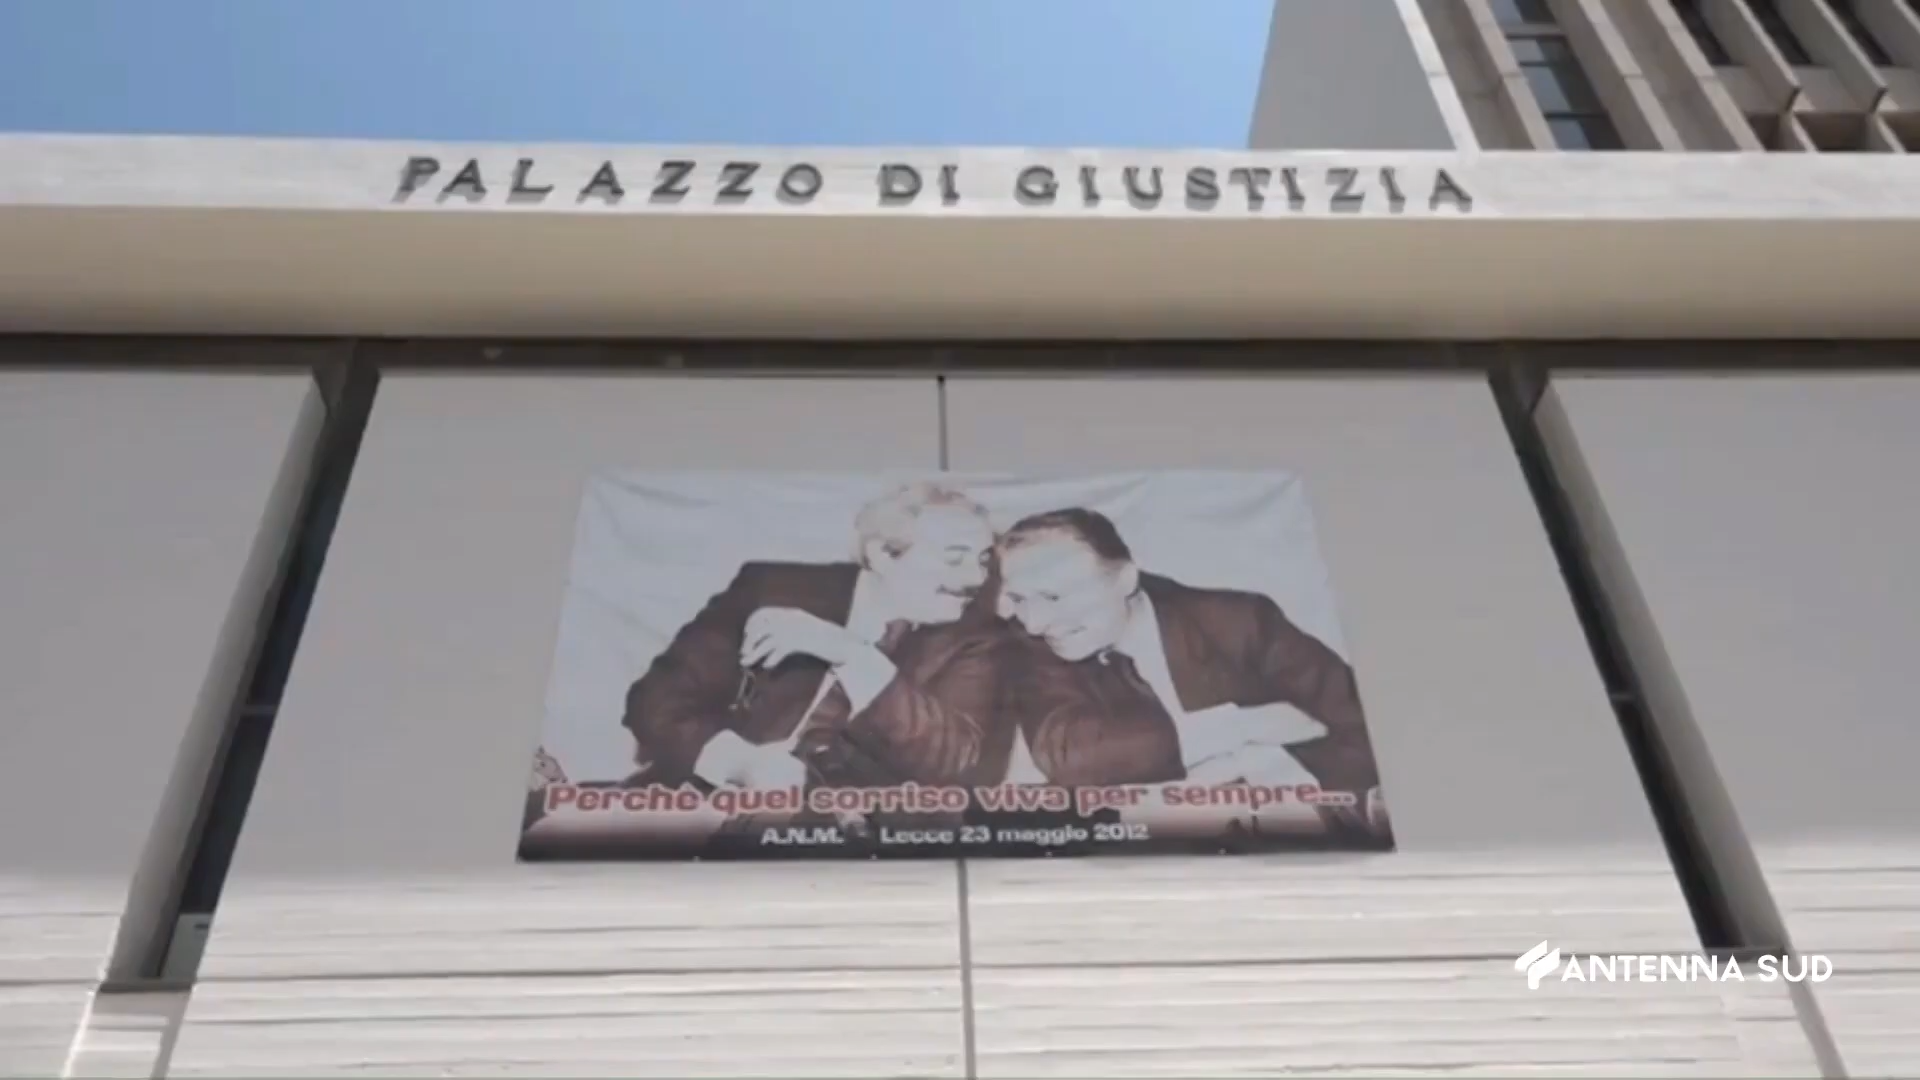 PALAZZO DI GIUSTIZIA
Perchè quel sorriso viva per sempre...
A.N.M. - Lecce 23 maggio 2012
ANTENNA SUD